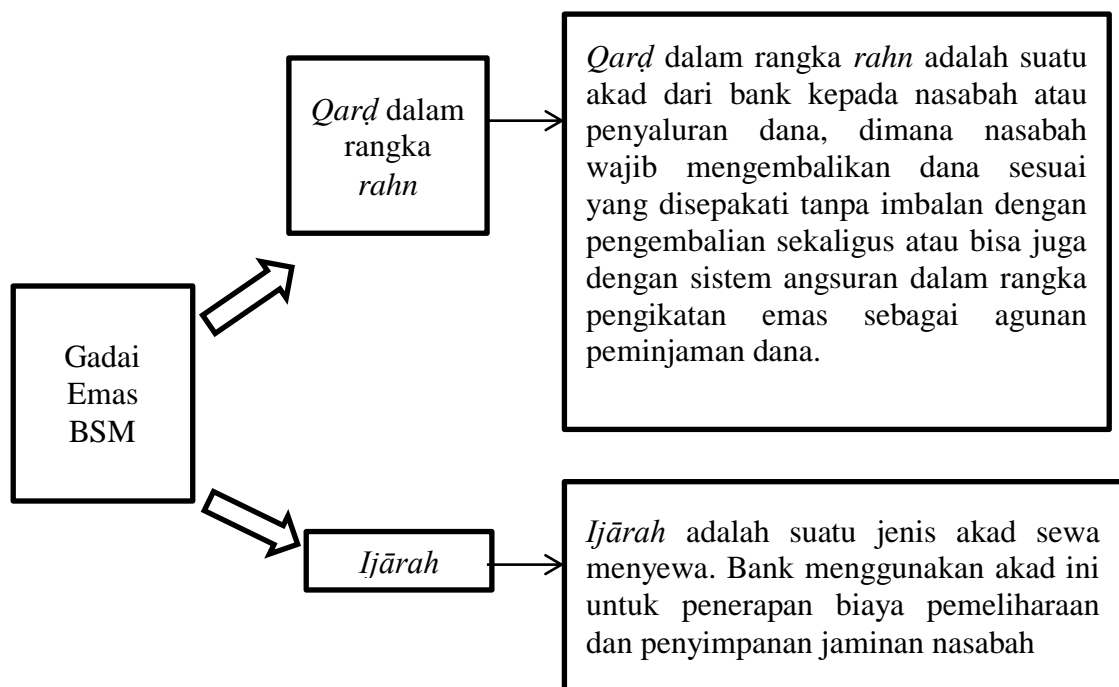 Gadai
Emas
BSM
Qarḍ dalam
rangka
rahn
Qarḍ dalam rangka rahn adalah suatu
akad dari bank kepada nasabah atau
penyaluran dana, dimana nasabah
wajib mengembalikan dana sesuai
yang disepakati tanpa imbalan dengan
pengembalian sekaligus atau bisa juga
dengan sistem angsuran dalam rangka
pengikatan emas sebagai agunan
peminjaman dana.
Ijārah
Ijārah adalah suatu jenis akad sewa
menyewa. Bank menggunakan akad ini
untuk penerapan biaya pemeliharaan
dan penyimpanan jaminan nasabah